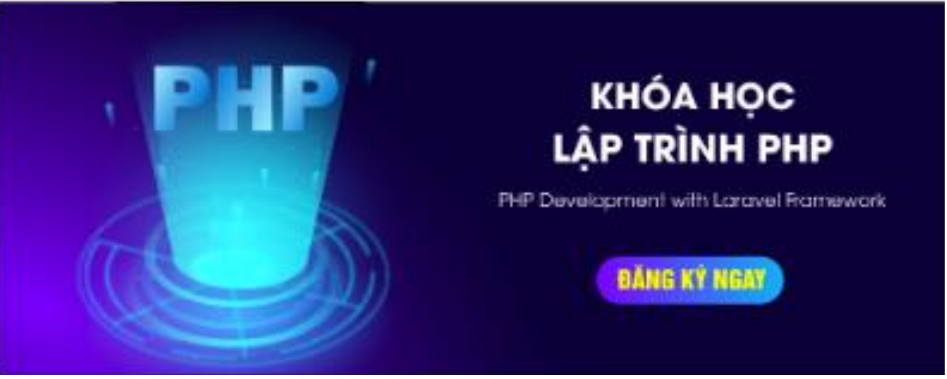 PHP
KHÓA HỌC
LẬP TRÌNH PHP
PHP Development with Laravel Framework
ĐĂNG KÝ NGAY